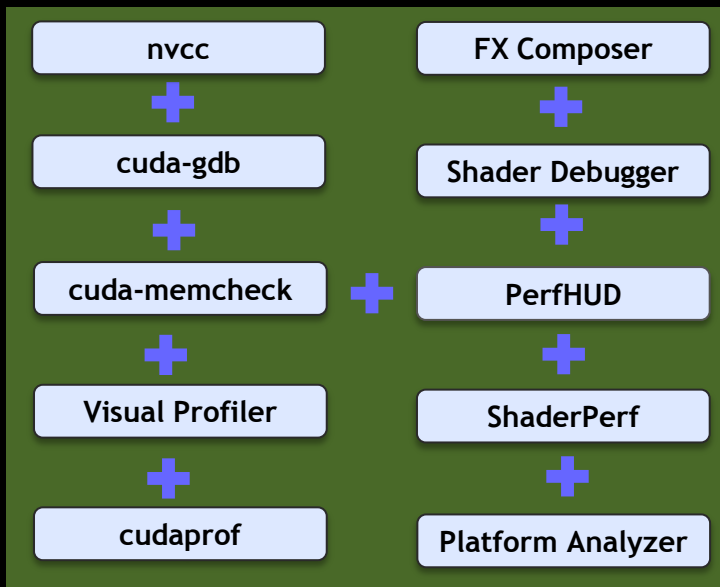 nvcc
cuda-gdb
cuda-memcheck
Visual Profiler
cudaprof
FX Composer
Shader Debugger
PerfHUD
ShaderPerf
Platform Analyzer